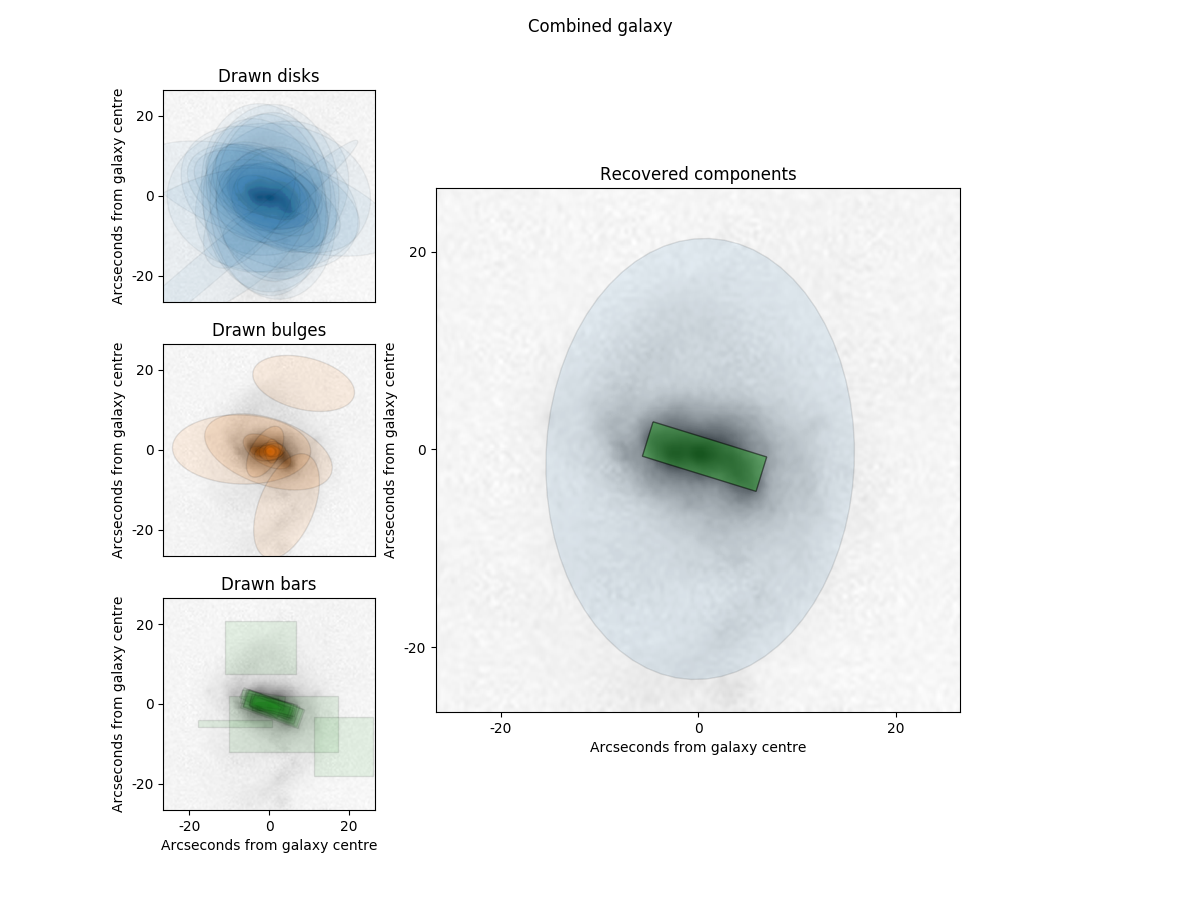 Combined galaxy
Drawn disks
Arcseconds from galaxy centre
20
0
-20
Drawn bulges
Arcseconds from galaxy centre
20
0
-20
Drawn bars
Arcseconds from galaxy centre
20
0
-20
-20 0 20
Arcseconds from galaxy centre
Recovered components
Arcseconds from galaxy centre
20
0
-20
-20 0 20
Arcseconds from galaxy centre